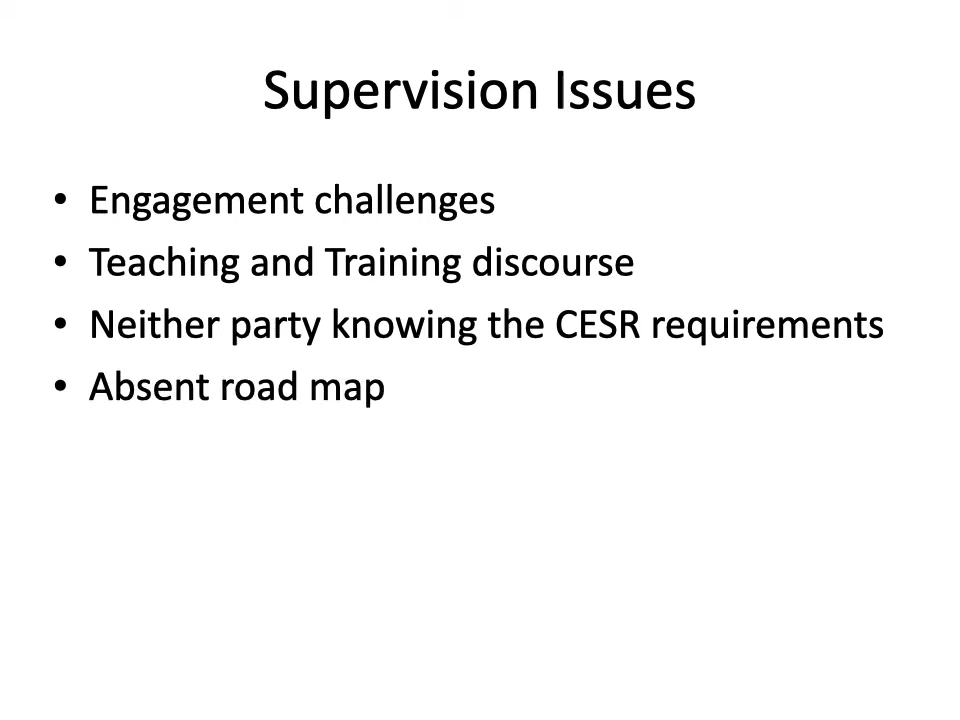 Supervision Issues
• Engagement challenges
• Teaching and Training discourse
• Neither party knowing the CESR requirements
• Absent road map